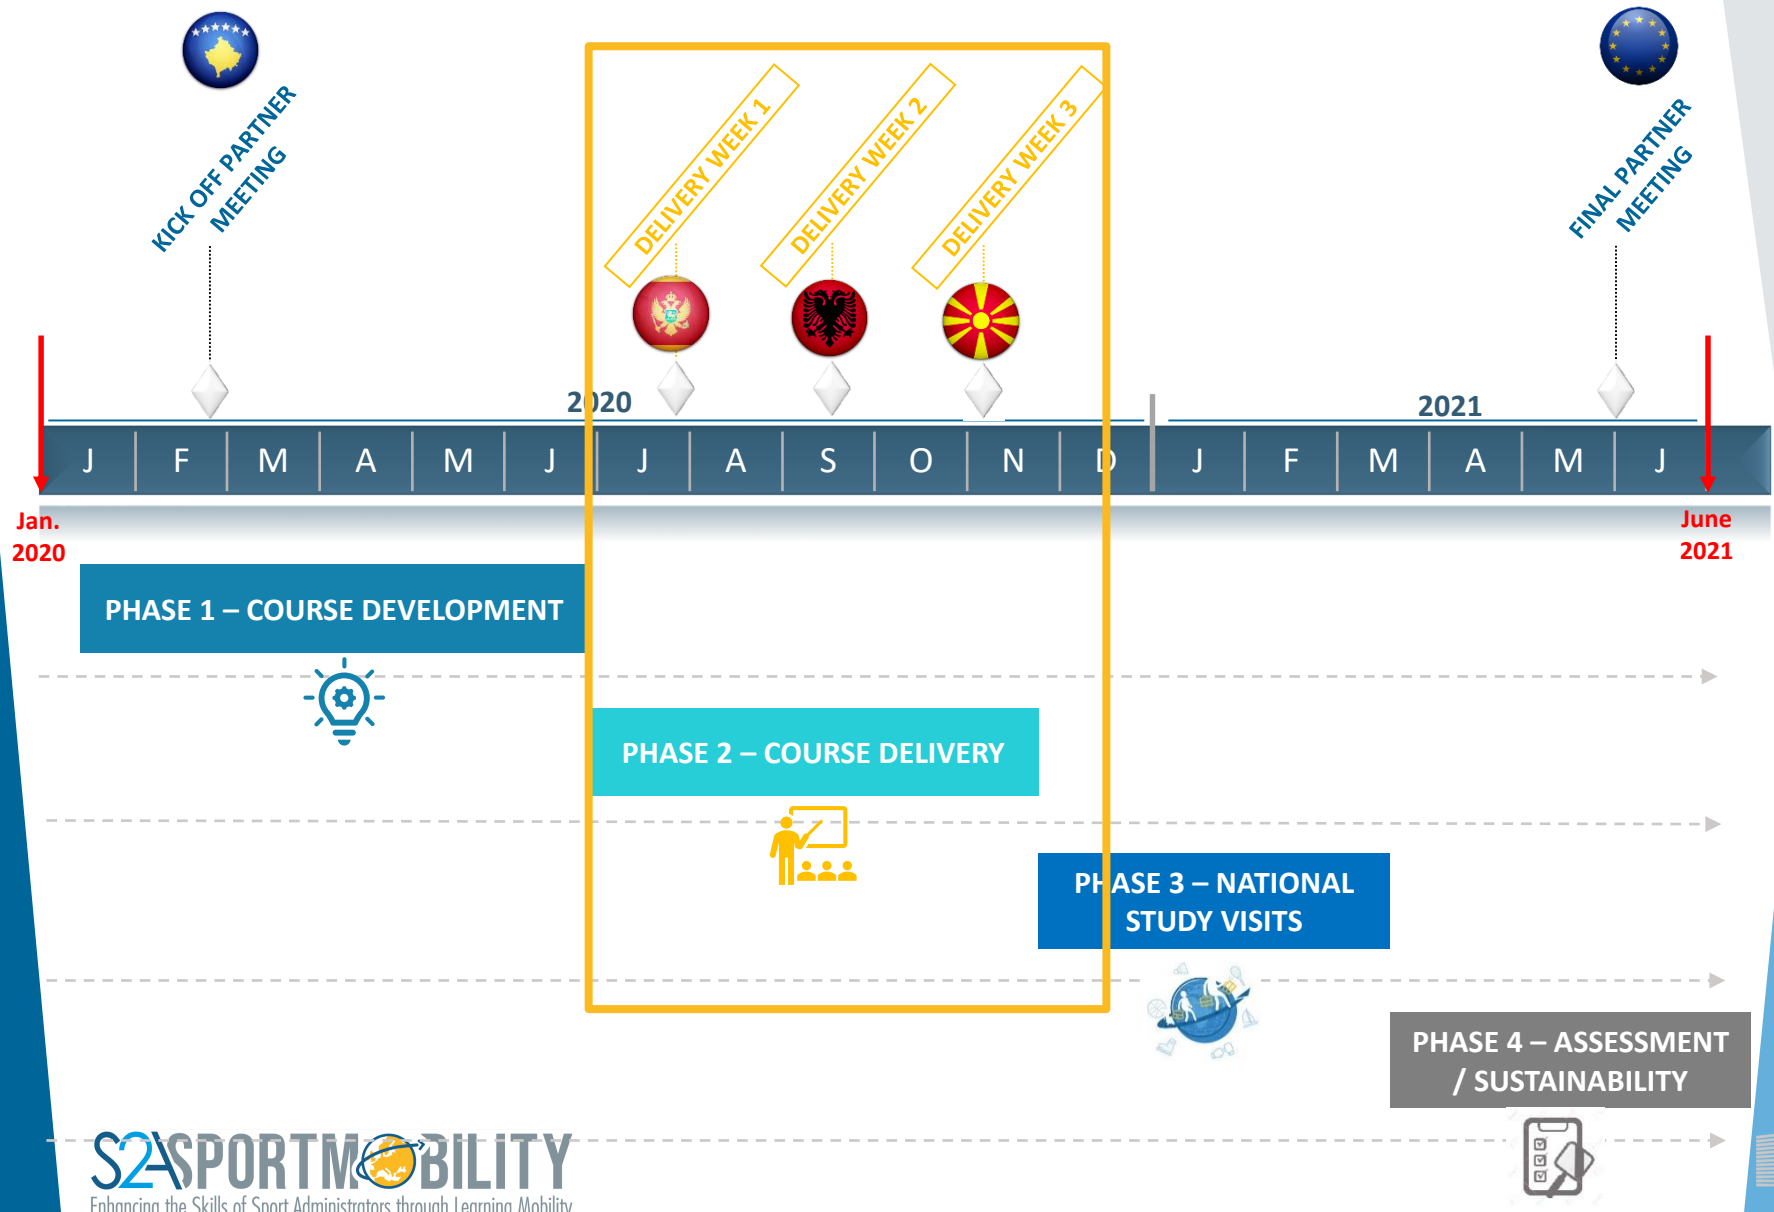 KICK OFF PARTNER
MEETING
DELIVERY WEEK 1
DELIVERY WEEK 2
DELIVERY WEEK 3
FINAL PARTNER
MEETING
2020
2021
J F M A M J J A S O N D J F M A M J
Jan.
2020
June
2021
PHASE 1 – COURSE DEVELOPMENT
PHASE 2 – COURSE DELIVERY
PHASE 3 – NATIONAL
STUDY VISITS
PHASE 4 – ASSESSMENT
/ SUSTAINABILITY
S2A SPORTMOBILITY
Enhancing the Skills of Sport Administrators through Learning Mobility